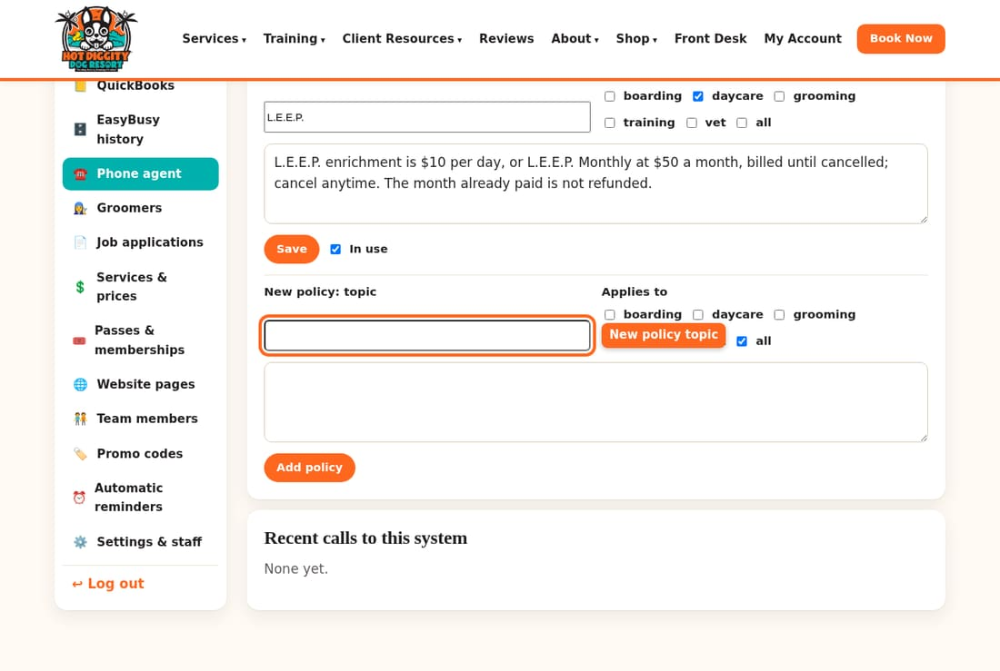 HOT DIGGITY
DOG RESORT
Services ▾
Training ▾
Client Resources ▾
Reviews
About ▾
Shop ▾
Front Desk
My Account
Book Now
QuickBooks
EasyBusy
history
Phone agent
Groomers
Job applications
Services &
prices
Passes &
memberships
Website pages
Team members
Promo codes
Automatic
reminders
Settings & staff
↩ Log out
boarding daycare grooming
L.E.E.P.
training vet all
L.E.E.P. enrichment is $10 per day, or L.E.E.P. Monthly at $50 a month, billed until cancelled;
cancel anytime. The month already paid is not refunded.
Save In use
New policy: topic
Applies to
boarding daycare grooming
New policy topic
all
Add policy
Recent calls to this system
None yet.